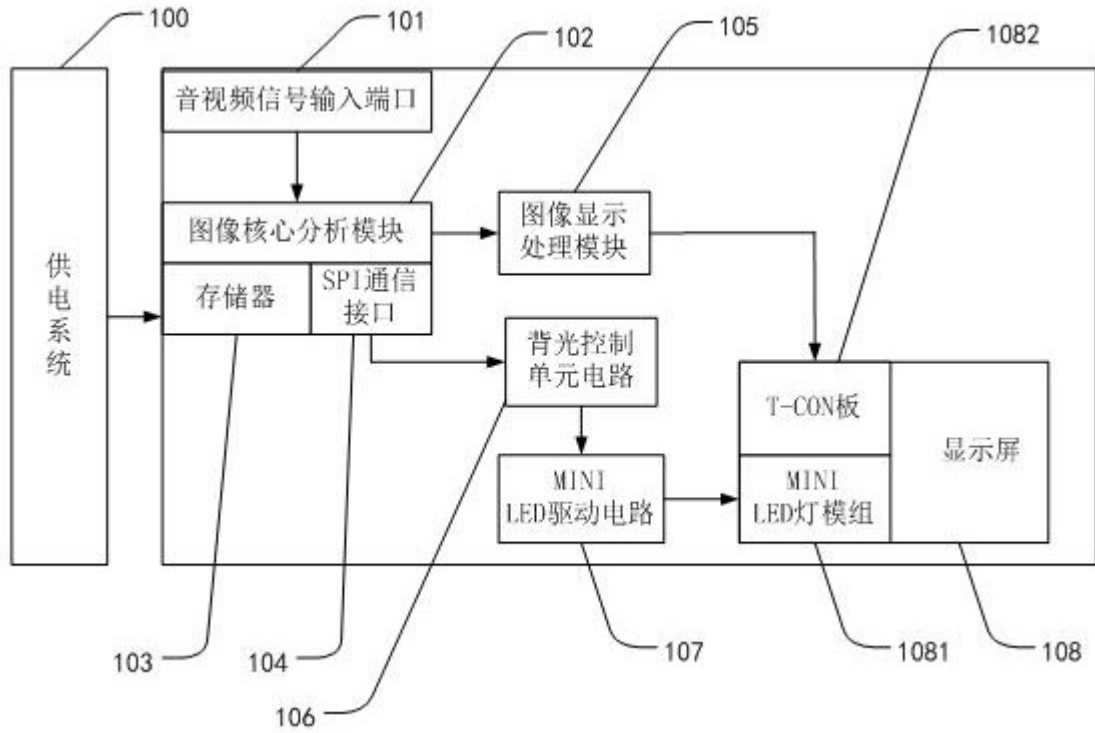 100
101
102
105
1082
音视频信号输入端口
图像核心分析模块
图像显示
处理模块
供
电
系
统
存储器
SPI通信
接口
背光控制
单元电路
T-CON板
显示屏
MINI
LED驱动电路
MINI
LED灯模组
103
104
106
107
1081
108